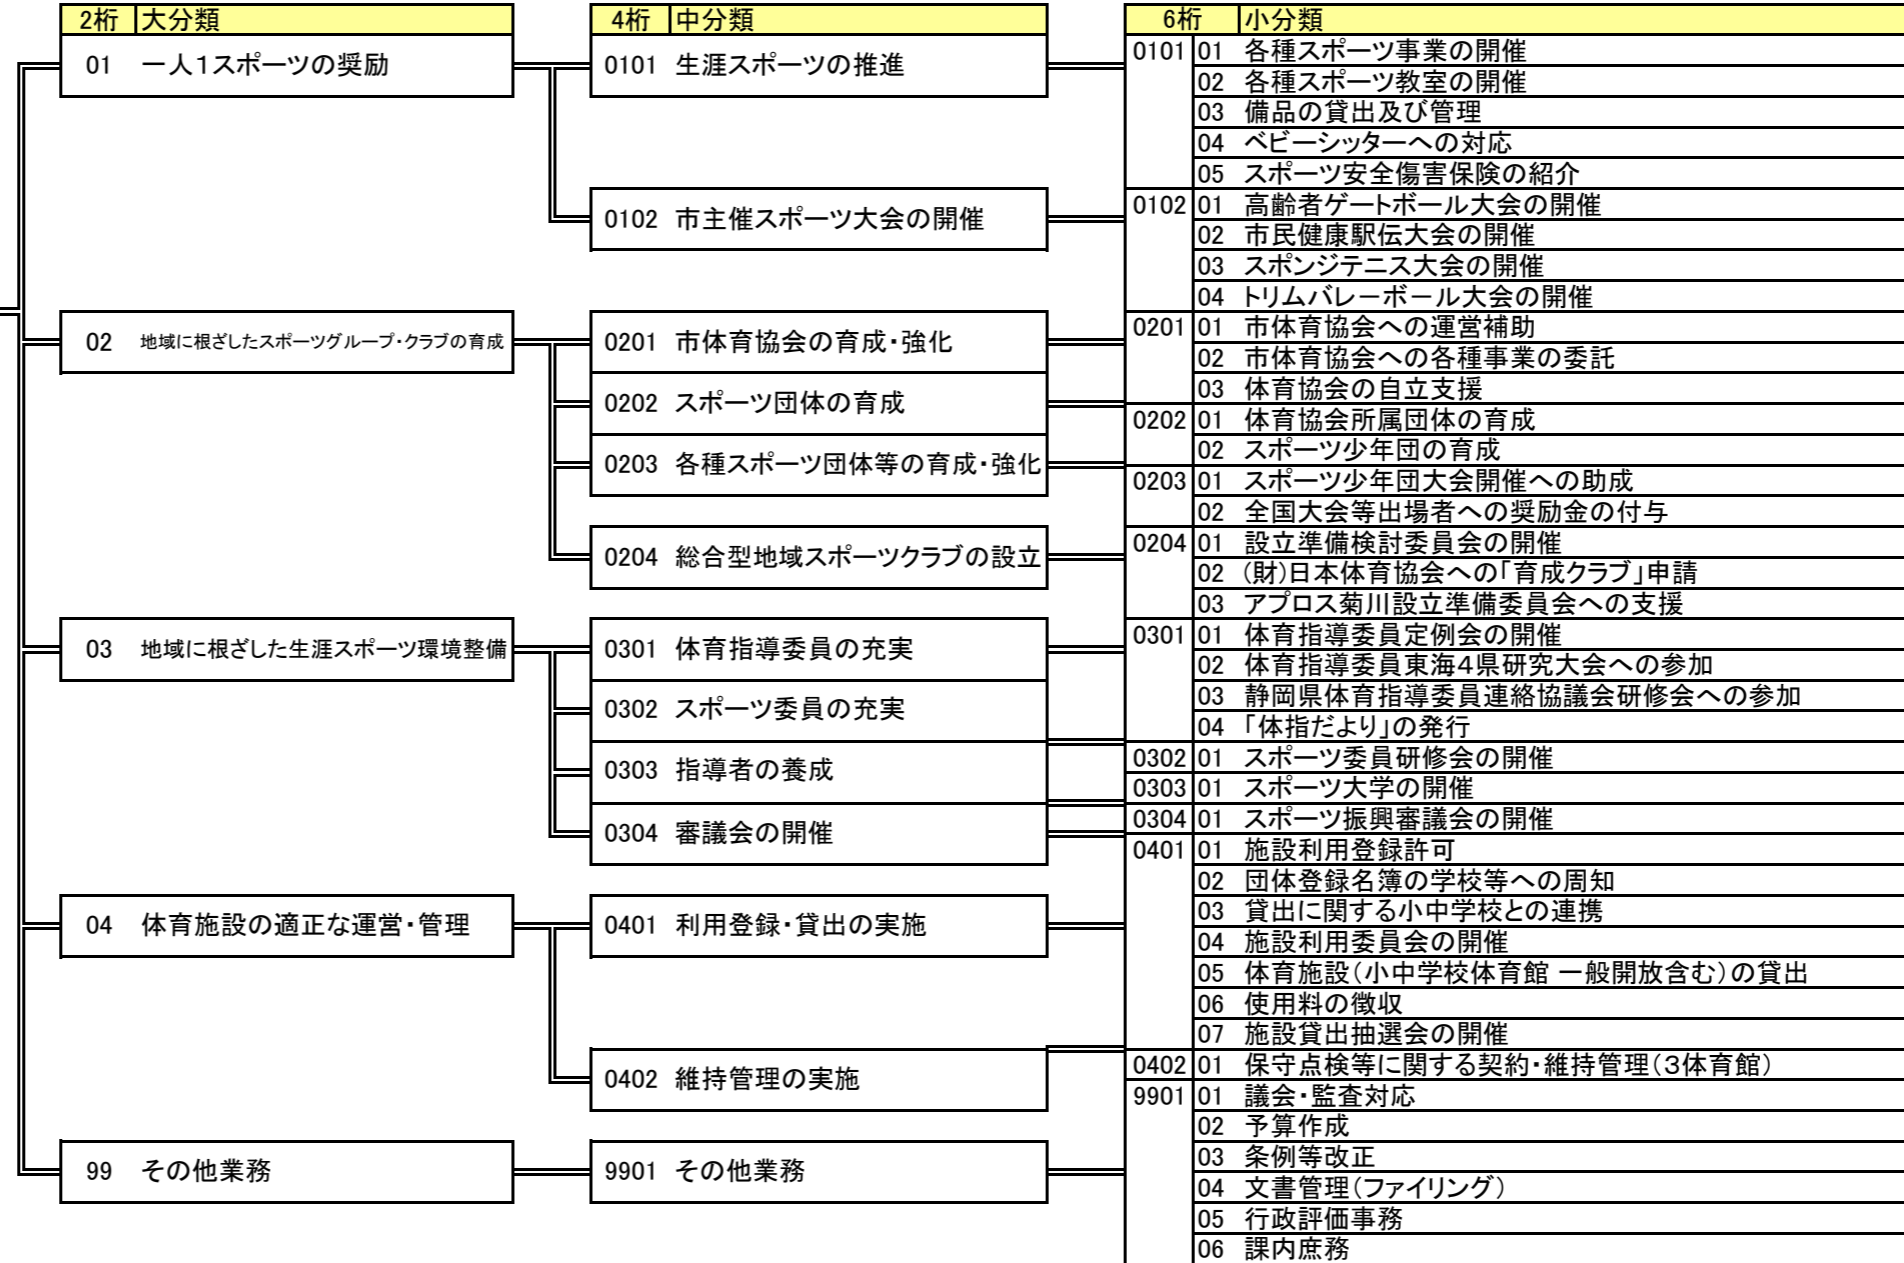 2桁 大分類 4桁 中分類 6桁 小分類
01 一人1スポーツの奨励 0101 生涯スポーツの推進
0101 01 各種スポーツ事業の開催
02 各種スポーツ教室の開催
03 備品の貸出及び管理
04 ベビーシッターへの対応
05 スポーツ安全傷害保険の紹介
0102 市主催スポーツ大会の開催
0102 01 高齢者ゲートボール大会の開催
02 市民健康駅伝大会の開催
03 スポンジテニス大会の開催
04 トリムバレーボール大会の開催
02 地域に根ざしたスポーツグループ・クラブの育成 0201 市体育協会の育成・強化
0201 01 市体育協会への運営補助
02 市体育協会への各種事業の委託
03 体育協会の自立支援
0202 スポーツ団体の育成
0202 01 体育協会所属団体の育成
02 スポーツ少年団の育成
0203 各種スポーツ団体等の育成・強化
0203 01 スポーツ少年団大会開催への助成
02 全国大会等出場者への奨励金の付与
0204 総合型地域スポーツクラブの設立
0204 01 設立準備検討委員会の開催
02 (財)日本体育協会への「育成クラブ」申請
03 アプロス菊川設立準備委員会への支援
03 地域に根ざした生涯スポーツ環境整備 0301 体育指導委員の充実
0301 01 体育指導委員定例会の開催
02 体育指導委員東海4県研究大会への参加
03 静岡県体育指導委員連絡協議会研修会への参加
04 「体指だより」の発行
0302 スポーツ委員の充実
0302 01 スポーツ委員研修会の開催
0303 指導者の養成
0303 01 スポーツ大学の開催
0304 審議会の開催
0304 01 スポーツ振興審議会の開催
04 体育施設の適正な運営・管理 0401 利用登録・貸出の実施
0401 01 施設利用登録許可
02 団体登録名簿の学校等への周知
03 貸出に関する小中学校との連携
04 施設利用委員会の開催
05 体育施設(小中学校体育館 一般開放含む)の貸出
06 使用料の徴収
07 施設貸出抽選会の開催
0402 維持管理の実施
0402 01 保守点検等に関する契約・維持管理(3体育館)
99 その他業務 9901 その他業務
9901 01 議会・監査対応
02 予算作成
03 条例等改正
04 文書管理(ファイリング)
05 行政評価事務
06 課内庶務